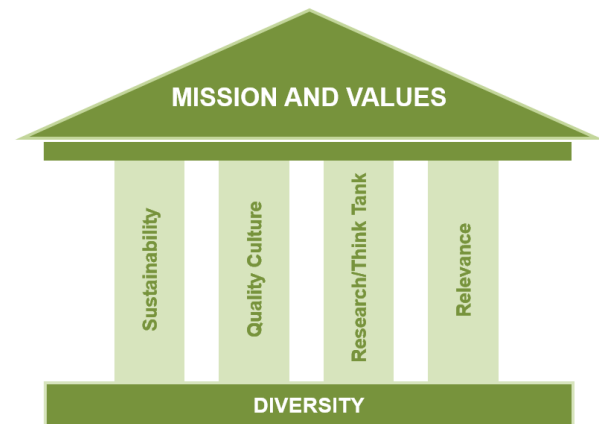 MISSION AND VALUES
Sustainability
Quality Culture
Research/Think Tank
Relevance
DIVERSITY